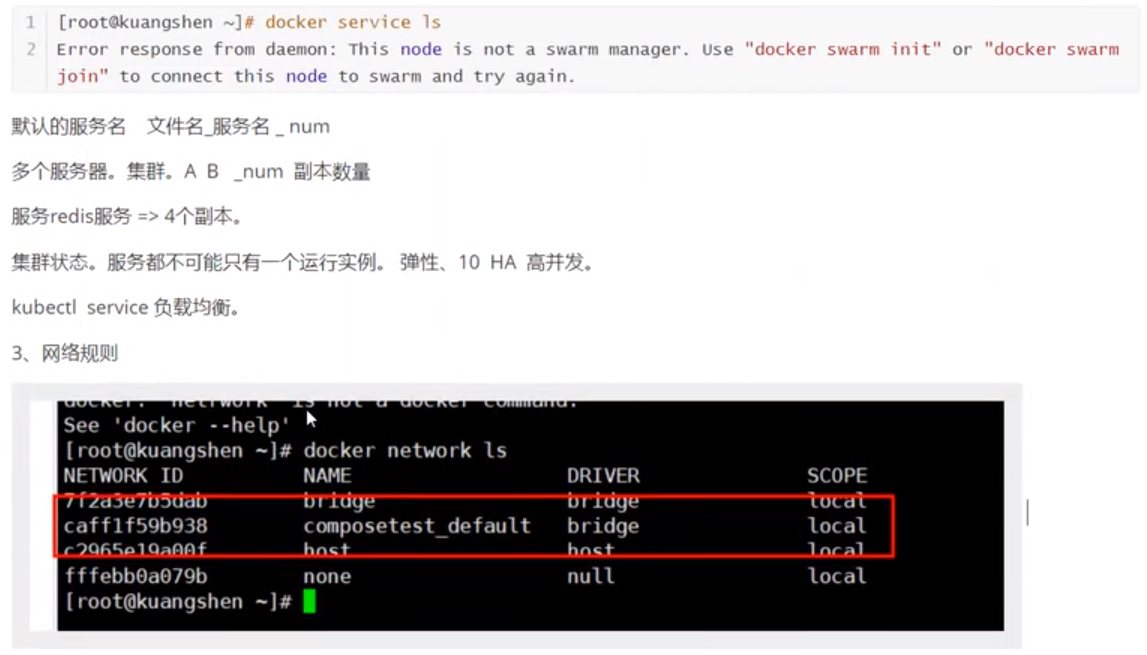 1 [root@kuangshen ~]# docker service ls
2 Error response from daemon: This node is not a swarm manager. Use "docker swarm init" or "docker swarm
join" to connect this node to swarm and try again.
默认的服务名 文件名_服务名 _ num
多个服务器。集群。A B _num 副本数量
服务redis服务 => 4个副本。
集群状态。服务都不可能只有一个运行实例。 弹性、10 HA 高并发。
kubectl service 负载均衡。
3、网络规则
docker: 'netrwork' is not a docker command.
See 'docker --help'
[root@kuangshen ~]# docker network ls
NETWORK ID NAME DRIVER SCOPE
7f2a3e7b5dab bridge bridge local
caff1f59b938 composetest_default bridge local
c2965e19a00f host host local
fffebb0a079b none null local
[root@kuangshen ~]#